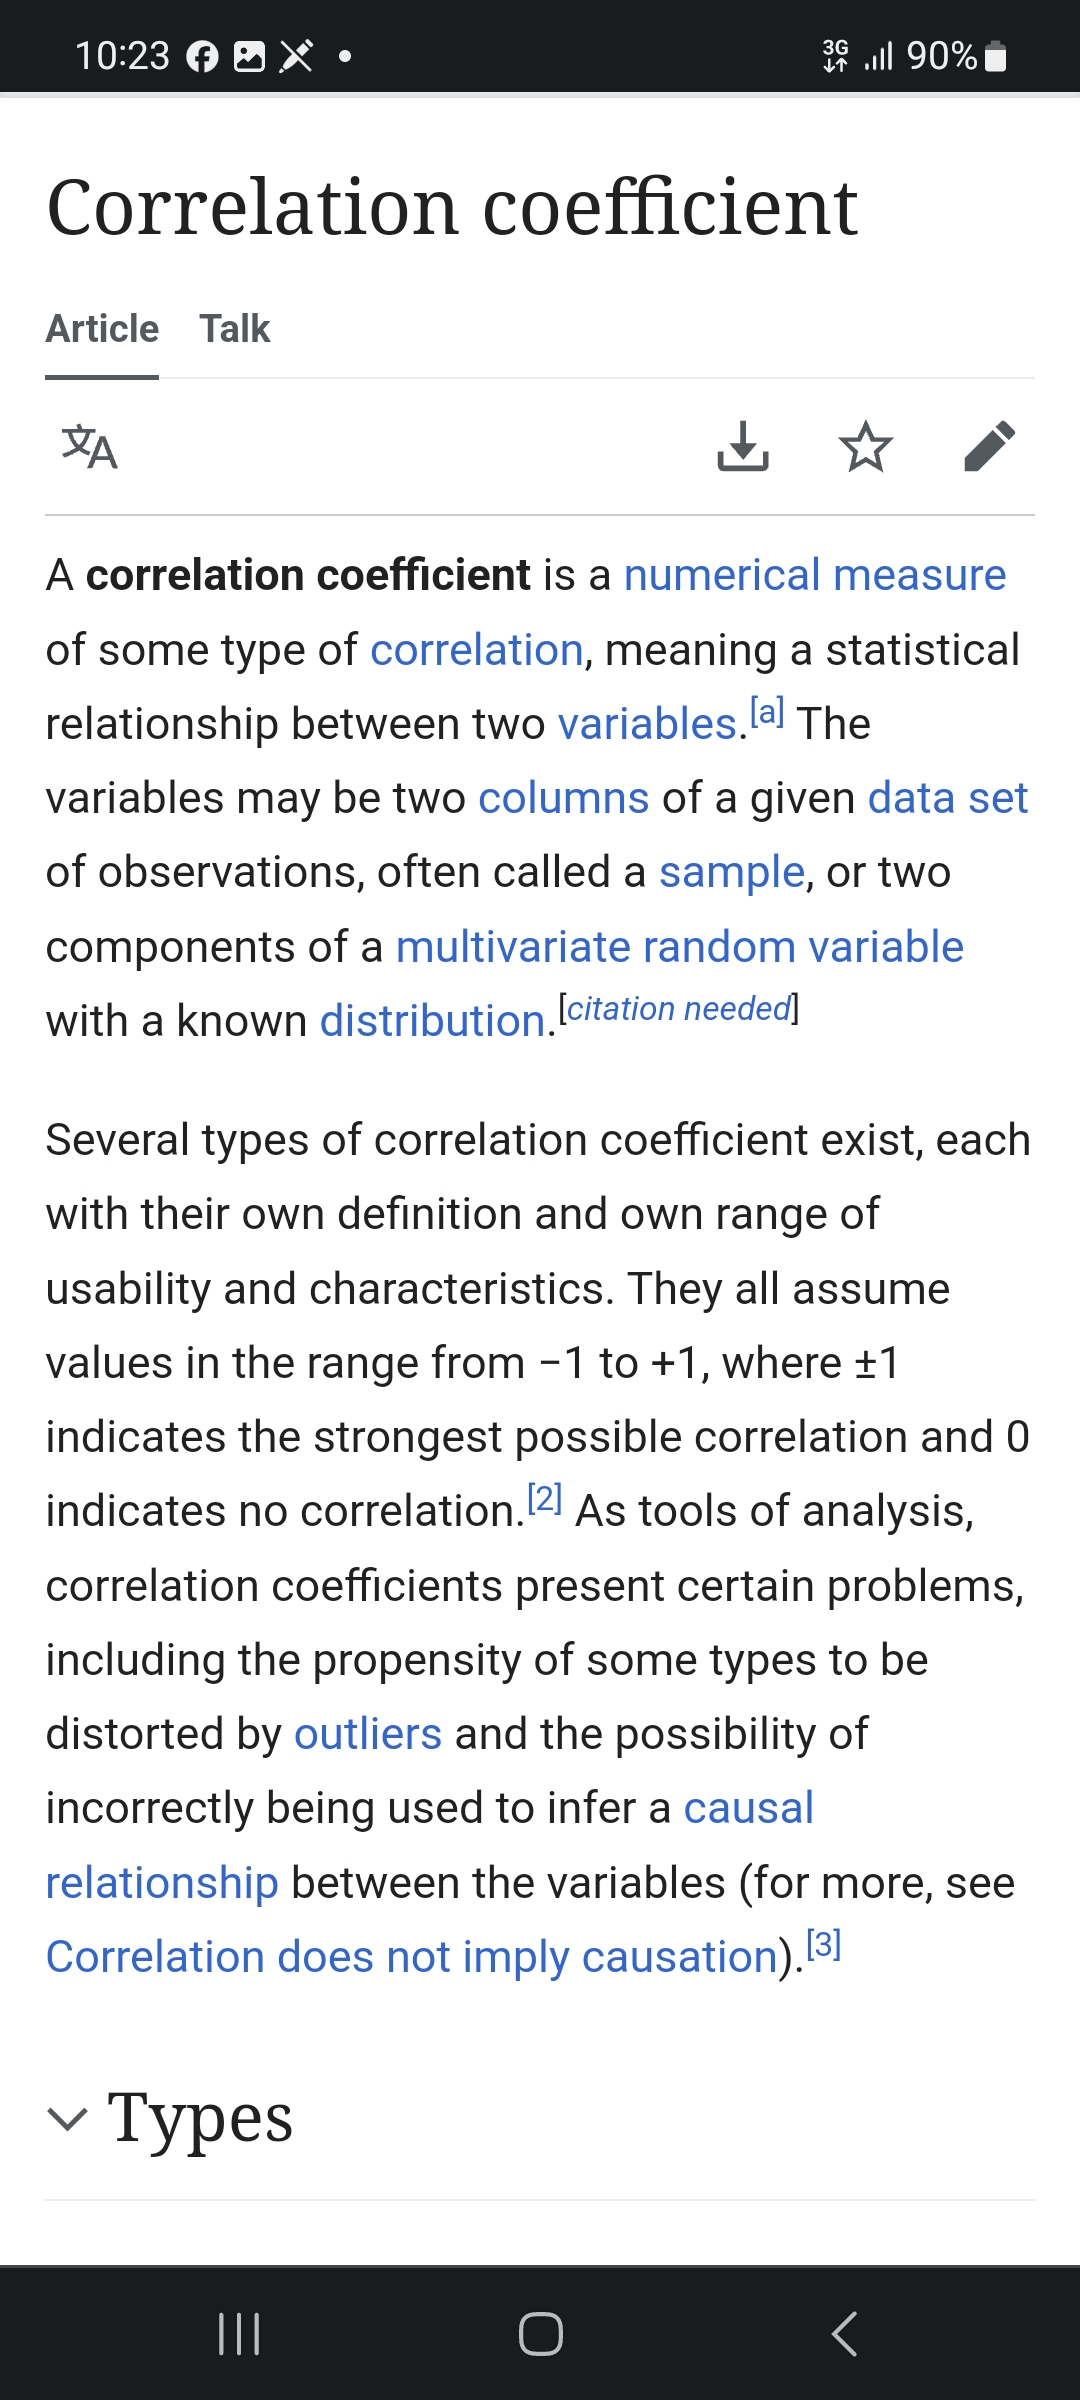 10:23
3G
90%
Correlation coefficient
Article Talk
A correlation coefficient is a numerical measure
of some type of correlation, meaning a statistical
relationship between two variables.[a] The
variables may be two columns of a given data set
of observations, often called a sample, or two
components of a multivariate random variable
with a known distribution.[citation needed]
Several types of correlation coefficient exist, each
with their own definition and own range of
usability and characteristics. They all assume
values in the range from −1 to +1, where ±1
indicates the strongest possible correlation and 0
indicates no correlation.[2] As tools of analysis,
correlation coefficients present certain problems,
including the propensity of some types to be
distorted by outliers and the possibility of
incorrectly being used to infer a causal
relationship between the variables (for more, see
Correlation does not imply causation).[3]
Types